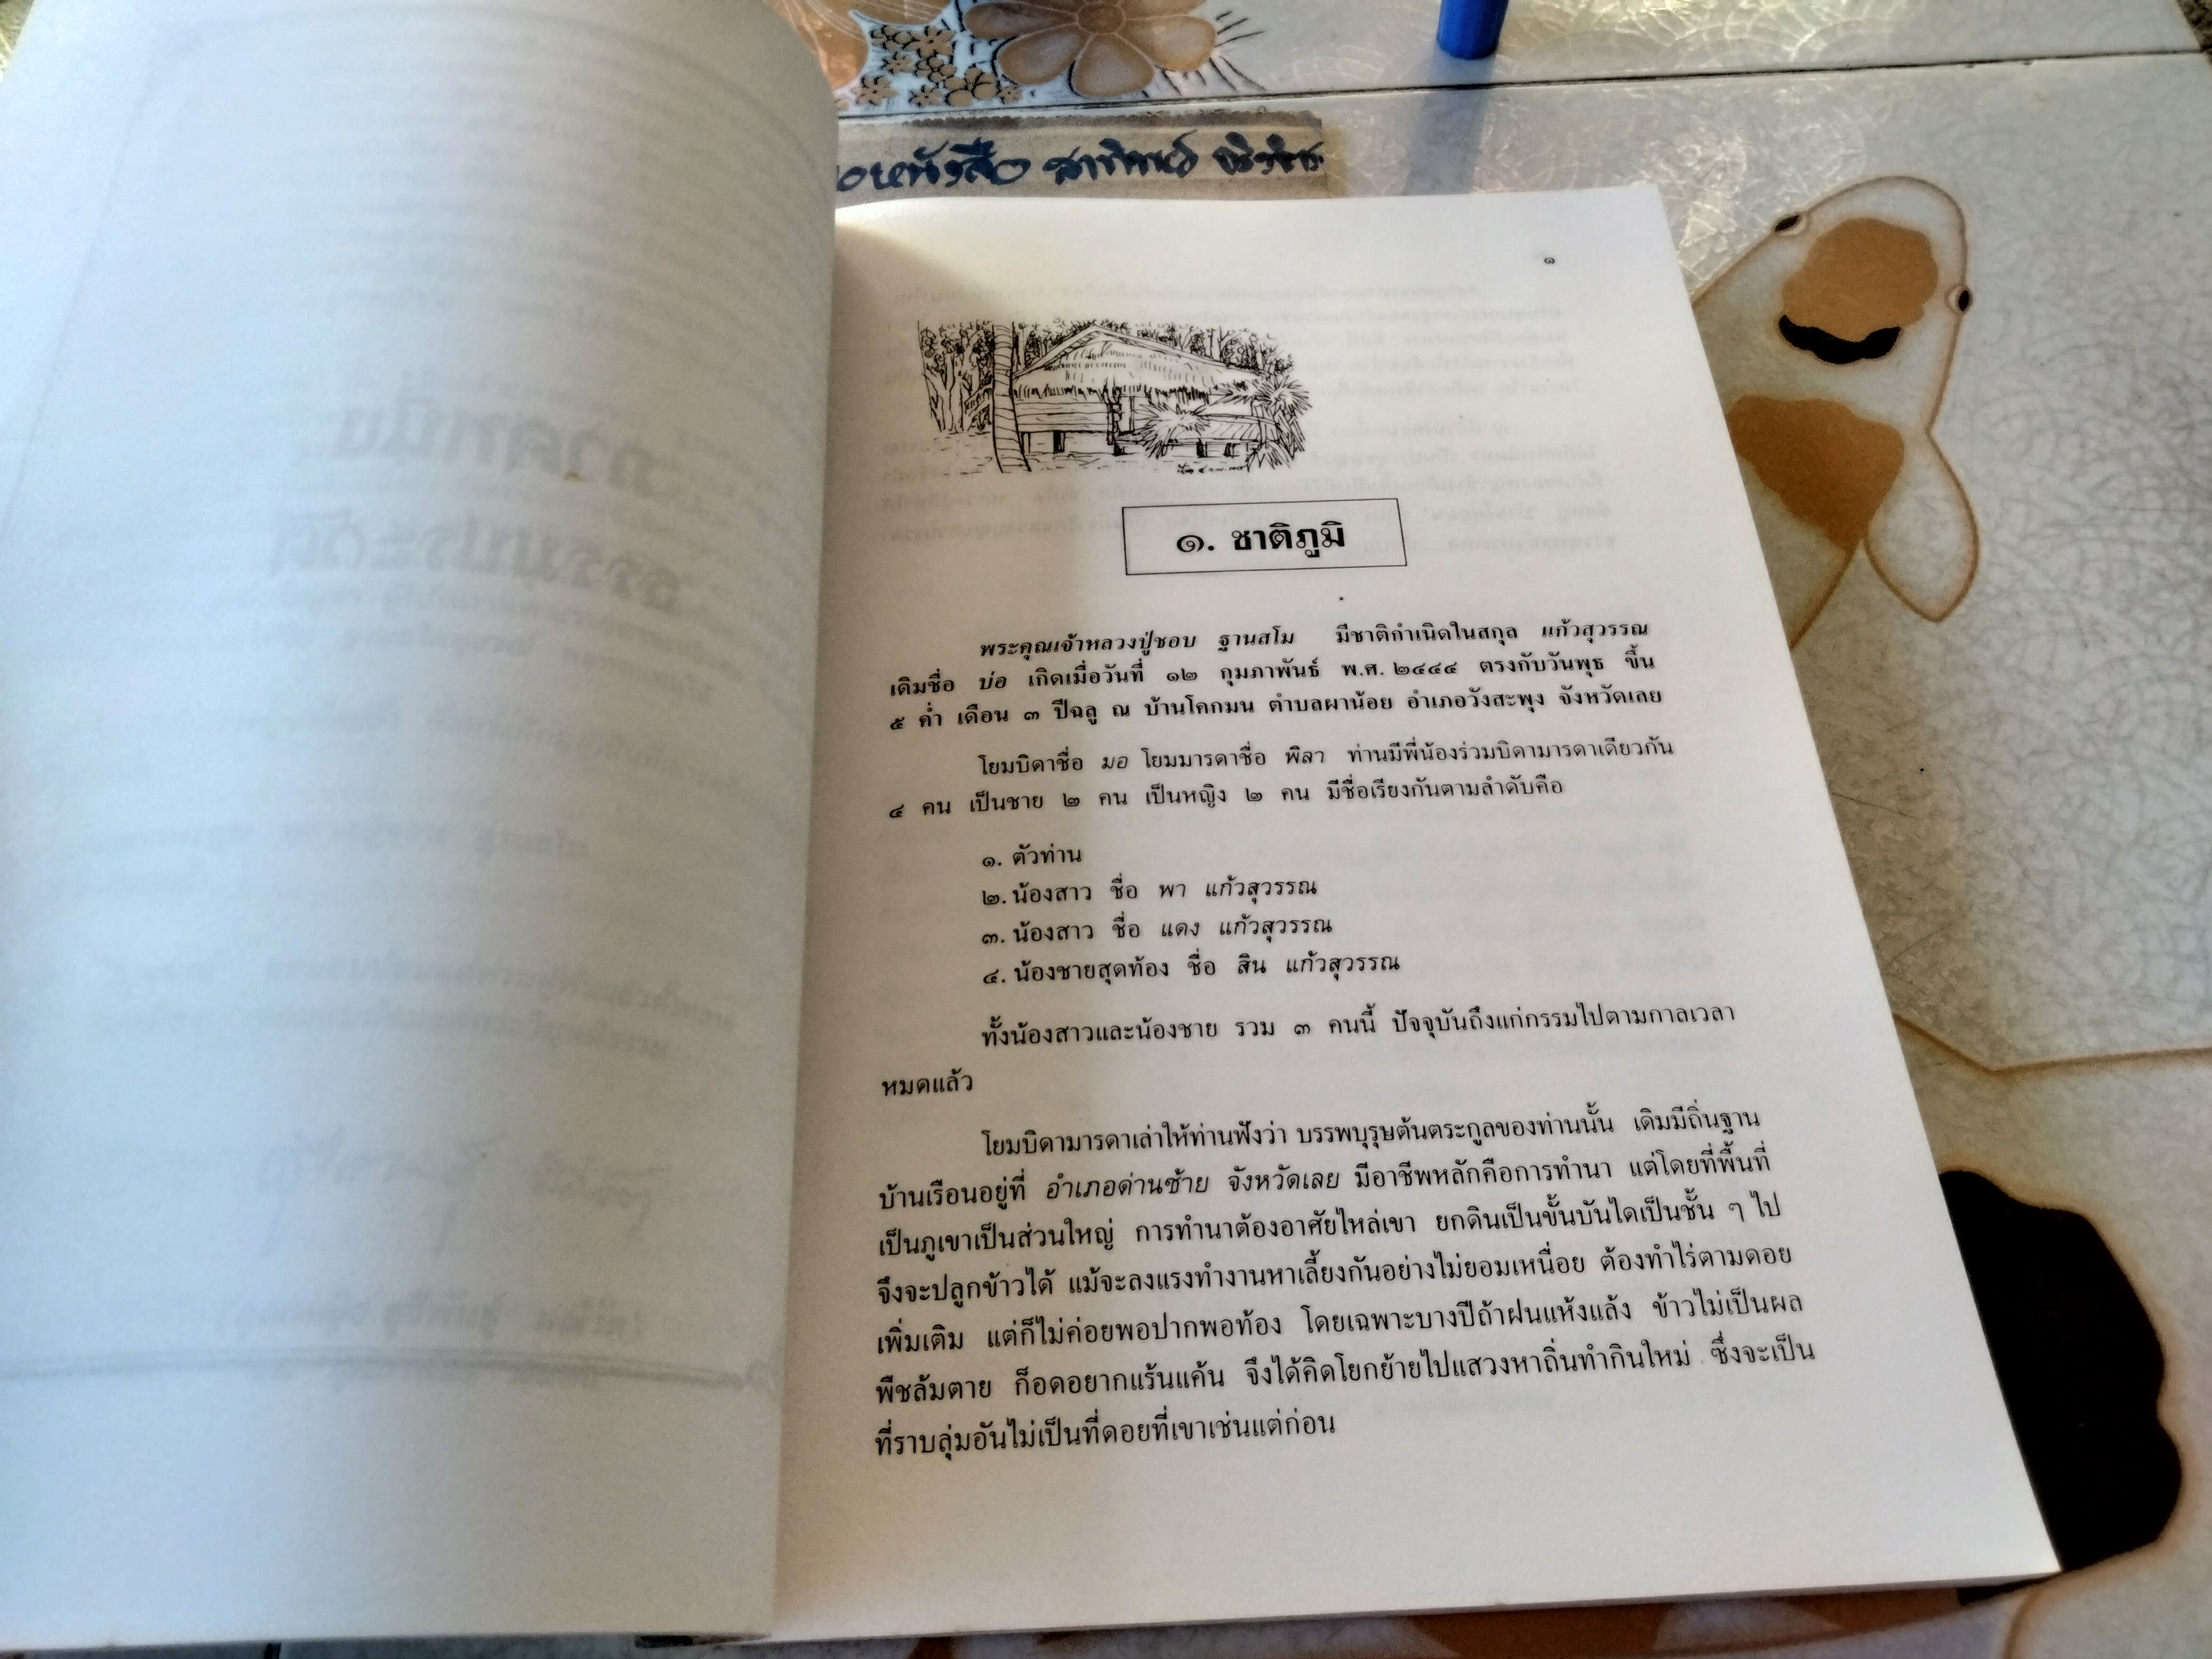 หนังสือ
๑
๑. ชาติภูมิ
พระคุณเจ้าหลวงปู่ชอบ ฐานสโม มีชาติกำเนิดในสกุล แก้วสุวรรณ
เดิมชื่อ บ่อ เกิดเมื่อวันที่ ๑๒ กุมภาพันธ์ พ.ศ. ๒๔๔๔ ตรงกับวันพุธ ขึ้น
๕ ค่ำ เดือน ๓ ปีฉลู ณ บ้านโคกมน ตำบลผาน้อย อำเภอวังสะพุง จังหวัดเลย
โยมบิดาชื่อ มอ โยมมารดาชื่อ พิลา ท่านมีพี่น้องร่วมบิดามารดาเดียวกัน
๔ คน เป็นชาย ๒ คน เป็นหญิง ๒ คน มีชื่อเรียงกันตามลำดับคือ
๑. ตัวท่าน
๒. น้องสาว ชื่อ พา แก้วสุวรรณ
๓. น้องสาว ชื่อ แดง แก้วสุวรรณ
๔. น้องชายสุดท้อง ชื่อ สิน แก้วสุวรรณ
ทั้งน้องสาวและน้องชาย รวม ๓ คนนี้ ปัจจุบันถึงแก่กรรมไปตามกาลเวลา
หมดแล้ว
โยมบิดามารดาเล่าให้ท่านฟังว่า บรรพบุรุษต้นตระกูลของท่านนั้น เดิมมีถิ่นฐาน
บ้านเรือนอยู่ที่ อำเภอด่านซ้าย จังหวัดเลย มีอาชีพหลักคือการทำนา แต่โดยที่พื้นที่
เป็นภูเขาเป็นส่วนใหญ่ การทำนาต้องอาศัยไหล่เขา ยกดินเป็นขั้นบันไดเป็นชั้น ๆ ไป
จึงจะปลูกข้าวได้ แม้จะลงแรงทำงานหาเลี้ยงกันอย่างไม่ยอมเหนื่อย ต้องทำไร่ตามดอย
เพิ่มเติม แต่ก็ไม่ค่อยพอปากพอท้อง โดยเฉพาะบางปีถ้าฝนแห้งแล้ง ข้าวไม่เป็นผล
พืชล้มตาย ก็อดอยากแร้นแค้น จึงได้คิดโยกย้ายไปแสวงหาถิ่นทำกินใหม่ ซึ่งจะเป็น
ที่ราบลุ่มอันไม่เป็นที่ดอยที่เขาเช่นแต่ก่อน